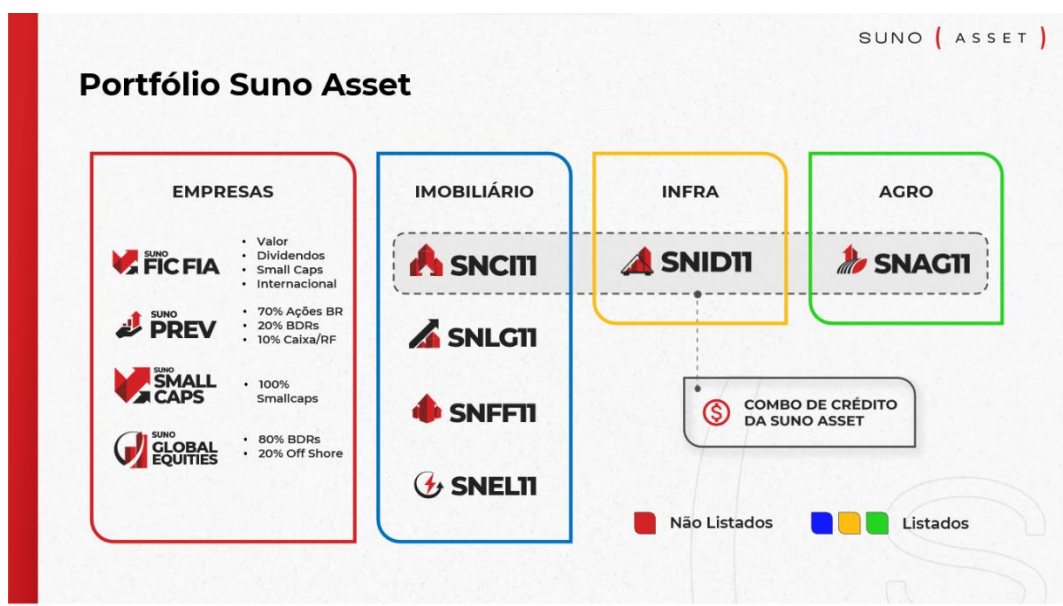 SUNO ( ASSET )
Portfólio Suno Asset
EMPRESAS
SUNO
FIC FIA
• Valor
• Dividendos
• Small Caps
• Internacional
SUNO
PREV
• 70% Ações BR
• 20% BDRs
• 10% Caixa/RF
SUNO
SMALL
CAPS
• 100%
Smallcaps
SUNO
GLOBAL
EQUITIES
• 80% BDRs
• 20% Off Shore
IMOBILIÁRIO
SNCI11
SNLG11
SNFF11
SNEL11
INFRA
SNID11
AGRO
SNAG11
COMBO DE CRÉDITO
DA SUNO ASSET
Não Listados
Listados